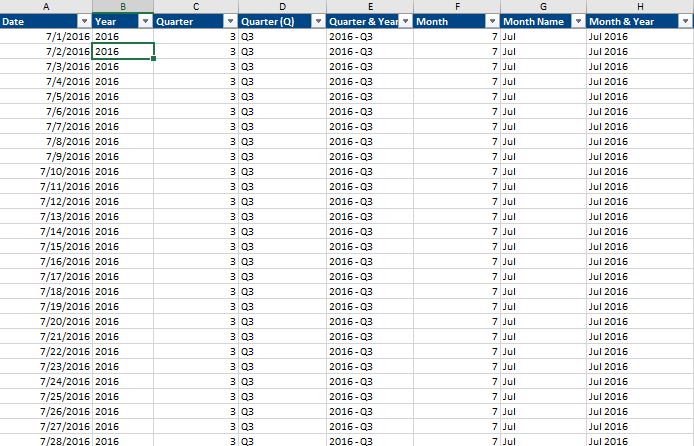 A B C D E F G H
Date Year Quarter Quarter (Q) Quarter & Year Month Month Name Month & Year
7/1/2016 2016 3 Q3 2016 - Q3 7 Jul Jul 2016
7/2/2016 2016 3 Q3 2016 - Q3 7 Jul Jul 2016
7/3/2016 2016 3 Q3 2016 - Q3 7 Jul Jul 2016
7/4/2016 2016 3 Q3 2016 - Q3 7 Jul Jul 2016
7/5/2016 2016 3 Q3 2016 - Q3 7 Jul Jul 2016
7/6/2016 2016 3 Q3 2016 - Q3 7 Jul Jul 2016
7/7/2016 2016 3 Q3 2016 - Q3 7 Jul Jul 2016
7/8/2016 2016 3 Q3 2016 - Q3 7 Jul Jul 2016
7/9/2016 2016 3 Q3 2016 - Q3 7 Jul Jul 2016
7/10/2016 2016 3 Q3 2016 - Q3 7 Jul Jul 2016
7/11/2016 2016 3 Q3 2016 - Q3 7 Jul Jul 2016
7/12/2016 2016 3 Q3 2016 - Q3 7 Jul Jul 2016
7/13/2016 2016 3 Q3 2016 - Q3 7 Jul Jul 2016
7/14/2016 2016 3 Q3 2016 - Q3 7 Jul Jul 2016
7/15/2016 2016 3 Q3 2016 - Q3 7 Jul Jul 2016
7/16/2016 2016 3 Q3 2016 - Q3 7 Jul Jul 2016
7/17/2016 2016 3 Q3 2016 - Q3 7 Jul Jul 2016
7/18/2016 2016 3 Q3 2016 - Q3 7 Jul Jul 2016
7/19/2016 2016 3 Q3 2016 - Q3 7 Jul Jul 2016
7/20/2016 2016 3 Q3 2016 - Q3 7 Jul Jul 2016
7/21/2016 2016 3 Q3 2016 - Q3 7 Jul Jul 2016
7/22/2016 2016 3 Q3 2016 - Q3 7 Jul Jul 2016
7/23/2016 2016 3 Q3 2016 - Q3 7 Jul Jul 2016
7/24/2016 2016 3 Q3 2016 - Q3 7 Jul Jul 2016
7/25/2016 2016 3 Q3 2016 - Q3 7 Jul Jul 2016
7/26/2016 2016 3 Q3 2016 - Q3 7 Jul Jul 2016
7/27/2016 2016 3 Q3 2016 - Q3 7 Jul Jul 2016
7/28/2016 2016 3 Q3 2016 - Q3 7 Jul Jul 2016